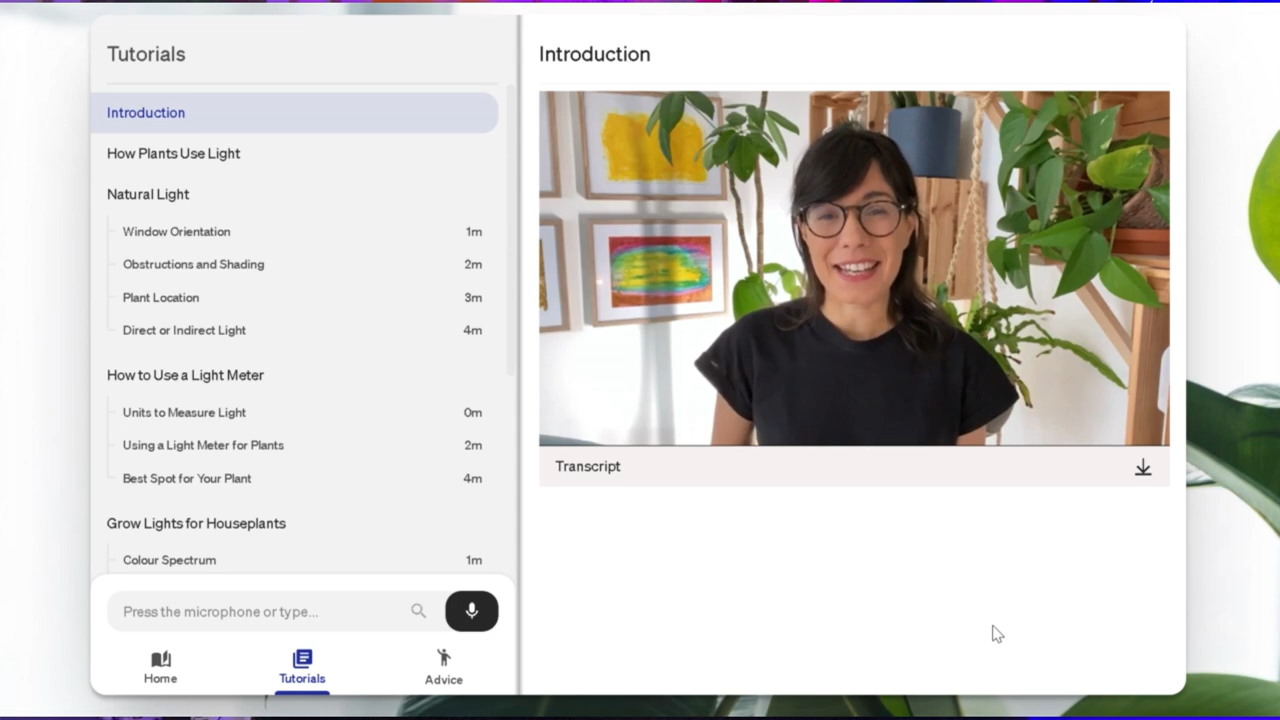 Tutorials
Introduction
How Plants Use Light
Natural Light
Window Orientation 1m
Obstructions and Shading 2m
Plant Location 3m
Direct or Indirect Light 4m
How to Use a Light Meter
Units to Measure Light 0m
Using a Light Meter for Plants 2m
Best Spot for Your Plant 4m
Grow Lights for Houseplants
Colour Spectrum 1m
Press the microphone or type...
Home Tutorials Advice
Introduction
Transcript